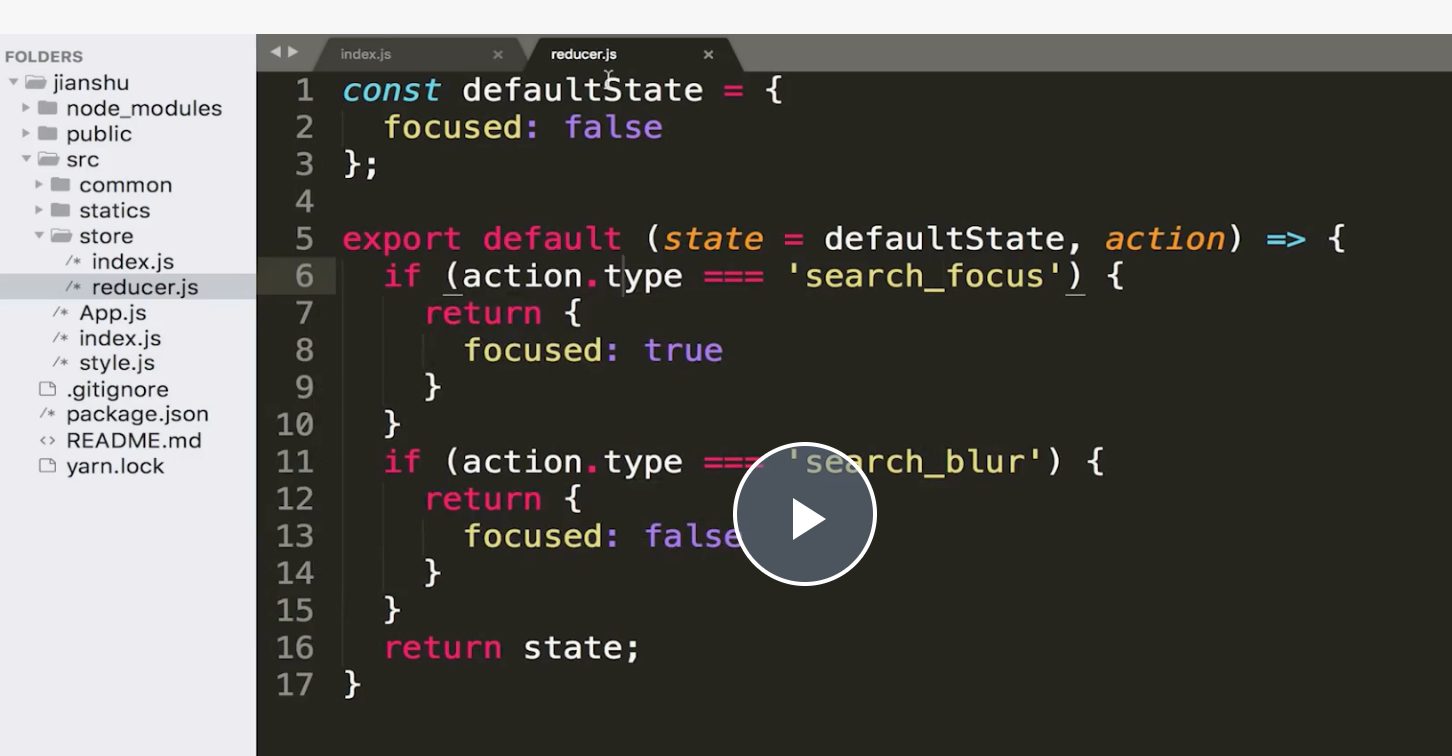 FOLDERS
jianshu
node_modules
public
src
common
statics
store
/* index.js
/* reducer.js
/* App.js
/* index.js
/* style.js
.gitignore
/* package.json
<> README.md
yarn.lock
index.js ×
reducer.js ×
1 const defaultState = {
2   focused: false
3 };
4
5 export default (state = defaultState, action) => {
6   if (action.type === 'search_focus') {
7     return {
8       focused: true
9     }
10   }
11   if (action.type === 'search_blur') {
12     return {
13       focused: false
14     }
15   }
16   return state;
17 }